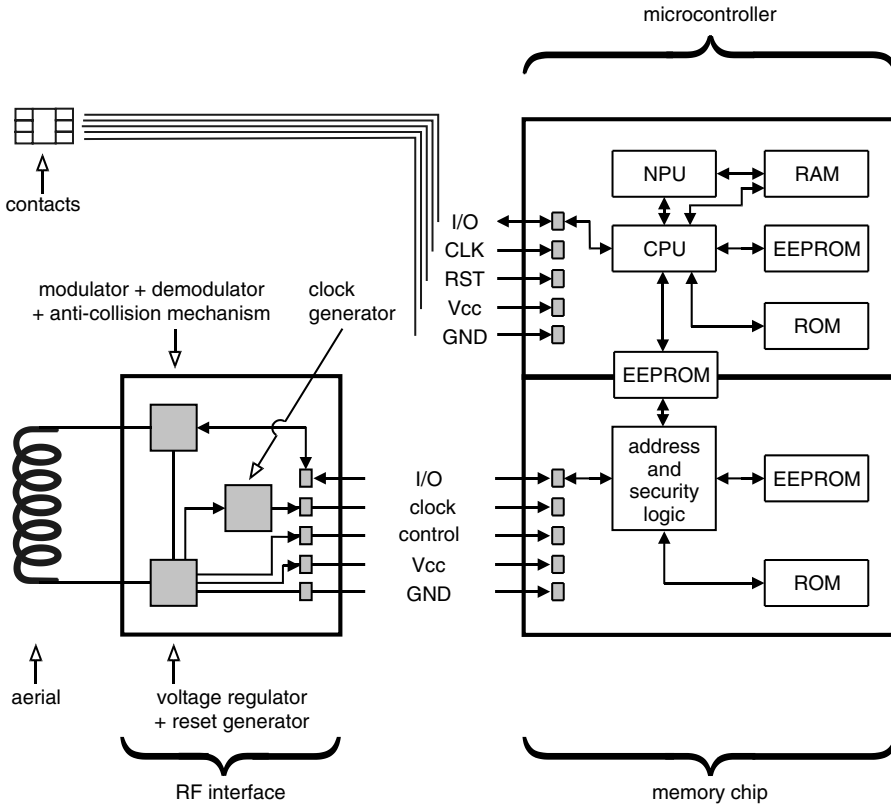 microcontroller
contacts
NPU
RAM
I/O
CPU
EEPROM
CLK
RST
Vcc
GND
ROM
modulator + demodulator
+ anti-collision mechanism
clock
generator
EEPROM
address
and
security
logic
I/O
EEPROM
clock
control
Vcc
GND
ROM
aerial
voltage regulator
+ reset generator
RF interface
memory chip